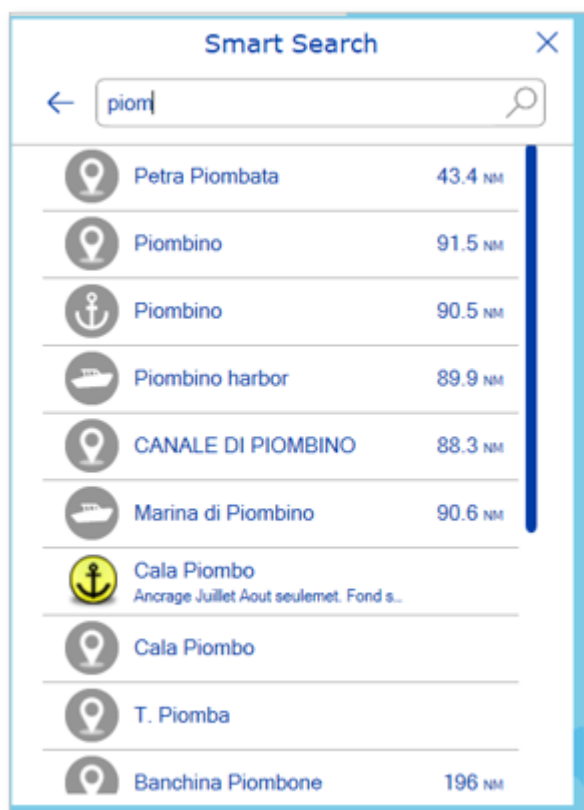 Smart Search
piom
Petra Piombata 43.4 NM
Piombino 91.5 NM
Piombino 90.5 NM
Piombino harbor 89.9 NM
CANALE DI PIOMBINO 88.3 NM
Marina di Piombino 90.6 NM
Cala Piombo
Ancrage Juillet Aout seulemet. Fond s...
Cala Piombo
T. Piomba
Banchina Piombone 196 NM